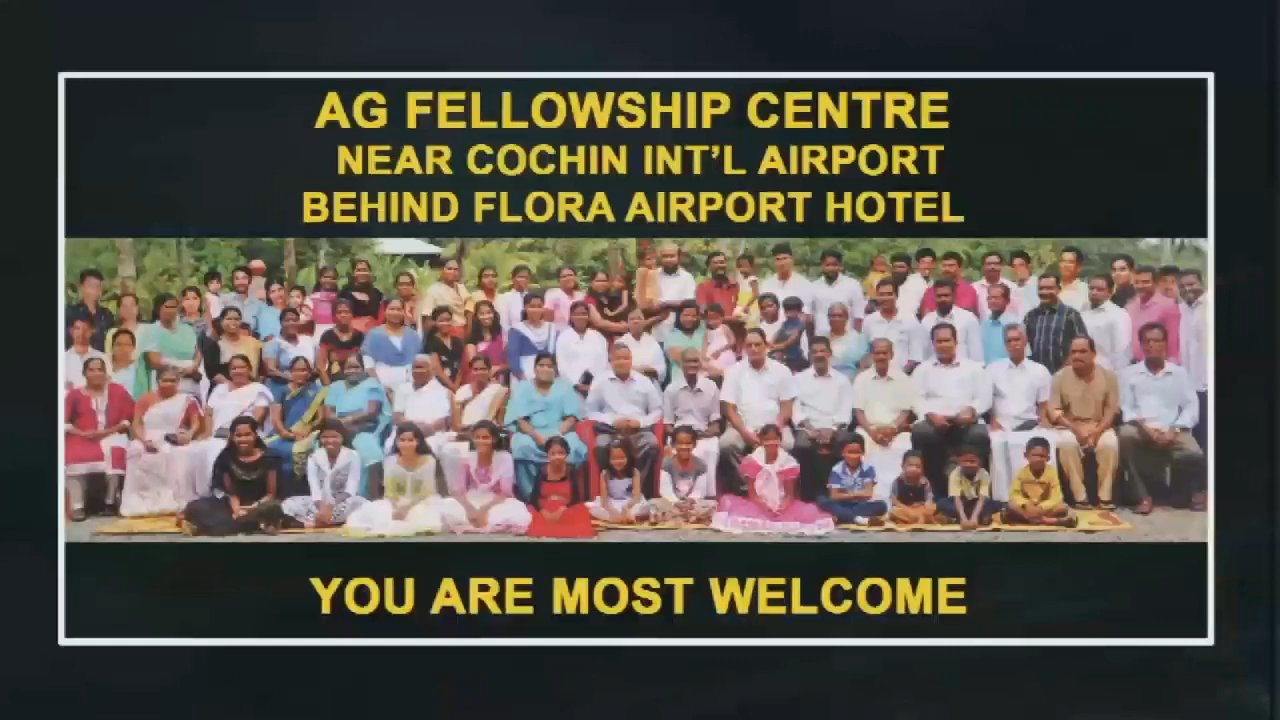 AG FELLOWSHIP CENTRE
NEAR COCHIN INT'L AIRPORT
BEHIND FLORA AIRPORT HOTEL
YOU ARE MOST WELCOME